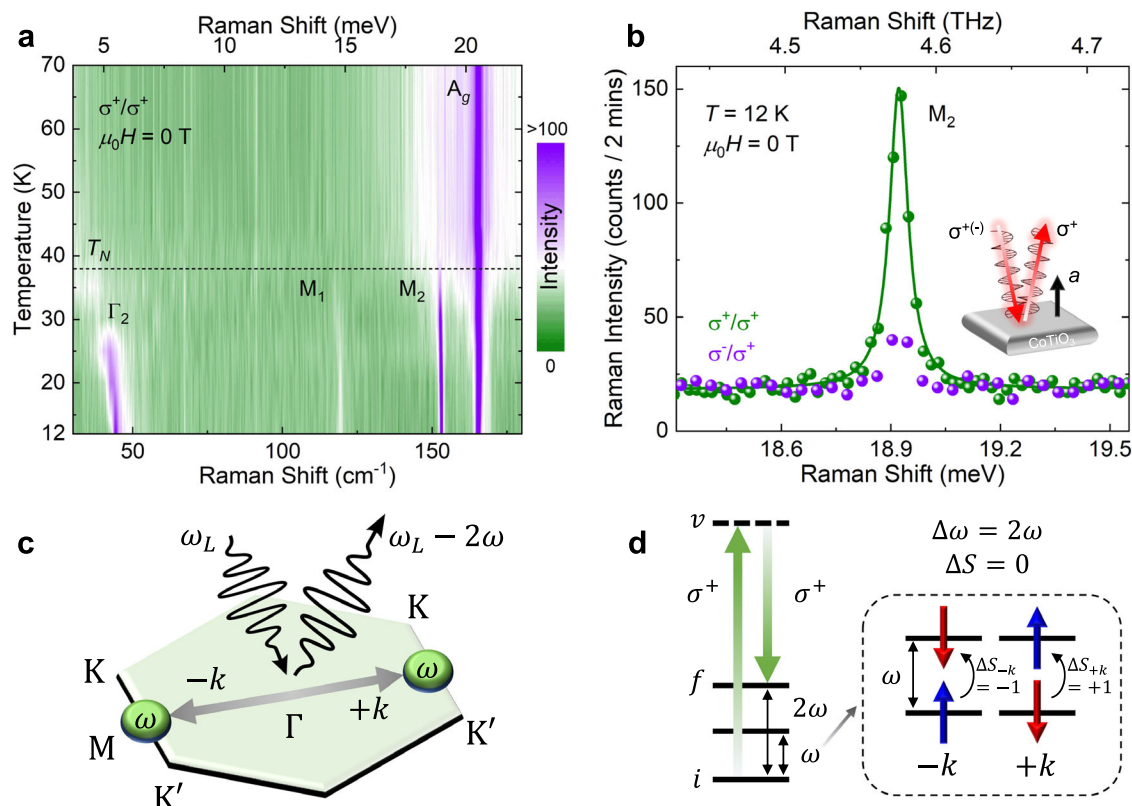 a
Raman Shift (meV)
5 10 15 20
70
60
50
40
30
20
12
Temperature (K)
σ⁺/σ⁺
μ₀H = 0 T
A_g
T_N
M₁
M₂
Γ₂
>100
Intensity
0
50 100 150
Raman Shift (cm⁻¹)
b
Raman Shift (THz)
4.5 4.6 4.7
150
100
50
0
Raman Intensity (counts / 2 mins)
T = 12 K
μ₀H = 0 T
M₂
σ⁺⁽⁻⁾
σ⁺
a
CoTiO₃
σ⁺/σ⁺
σ⁻/σ⁺
18.6 18.9 19.2 19.5
Raman Shift (meV)
c
ω_L
ω_L − 2ω
K
K
−k
ω
ω
+k
Γ
M
K′
K′
d
v
Δω = 2ω
ΔS = 0
σ⁺
σ⁺
f
2ω
ω
i
ω
ΔS₋ₖ
= −1
ΔS₊ₖ
= +1
−k
+k